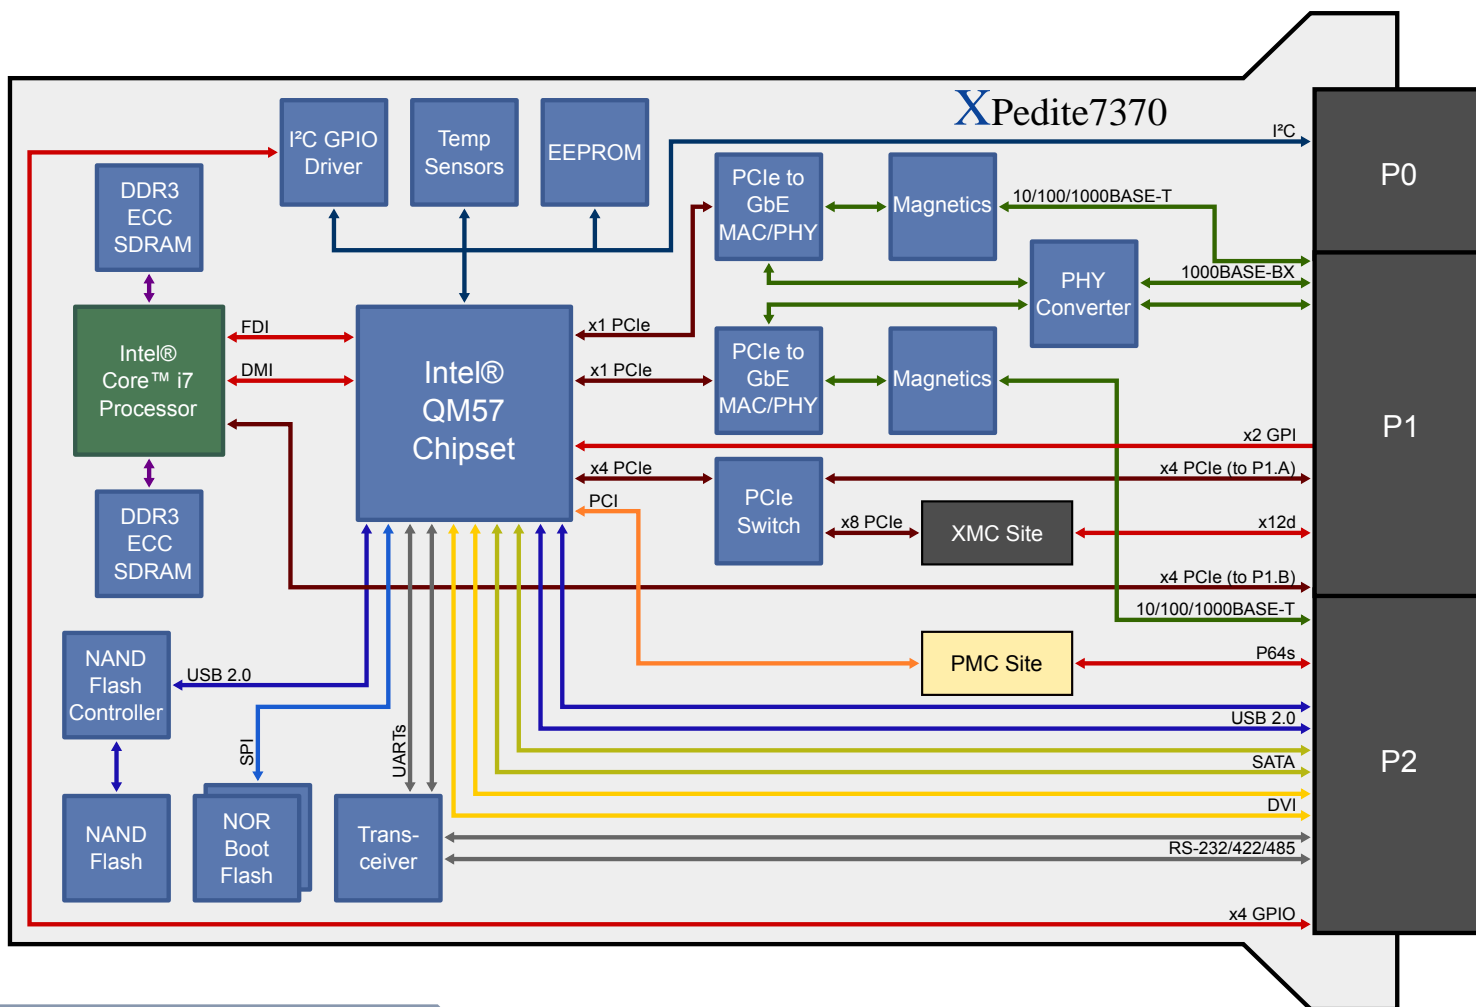 XPedite7370
I²C GPIO
Driver
Temp
Sensors
EEPROM
I²C
P0
DDR3
ECC
SDRAM
PCIe to
GbE
MAC/PHY
Magnetics
10/100/1000BASE-T
1000BASE-BX
PHY
Converter
Intel®
Core™ i7
Processor
FDI
DMI
Intel®
QM57
Chipset
x1 PCIe
x1 PCIe
PCIe to
GbE
MAC/PHY
Magnetics
P1
x2 GPI
x4 PCIe
PCI
PCIe
Switch
x4 PCIe (to P1.A)
x8 PCIe
XMC Site
x12d
DDR3
ECC
SDRAM
x4 PCIe (to P1.B)
10/100/1000BASE-T
PMC Site
P64s
NAND
Flash
Controller
USB 2.0
SPI
UARTs
USB 2.0
SATA
DVI
P2
NAND
Flash
NOR
Boot
Flash
Trans-
ceiver
RS-232/422/485
x4 GPIO